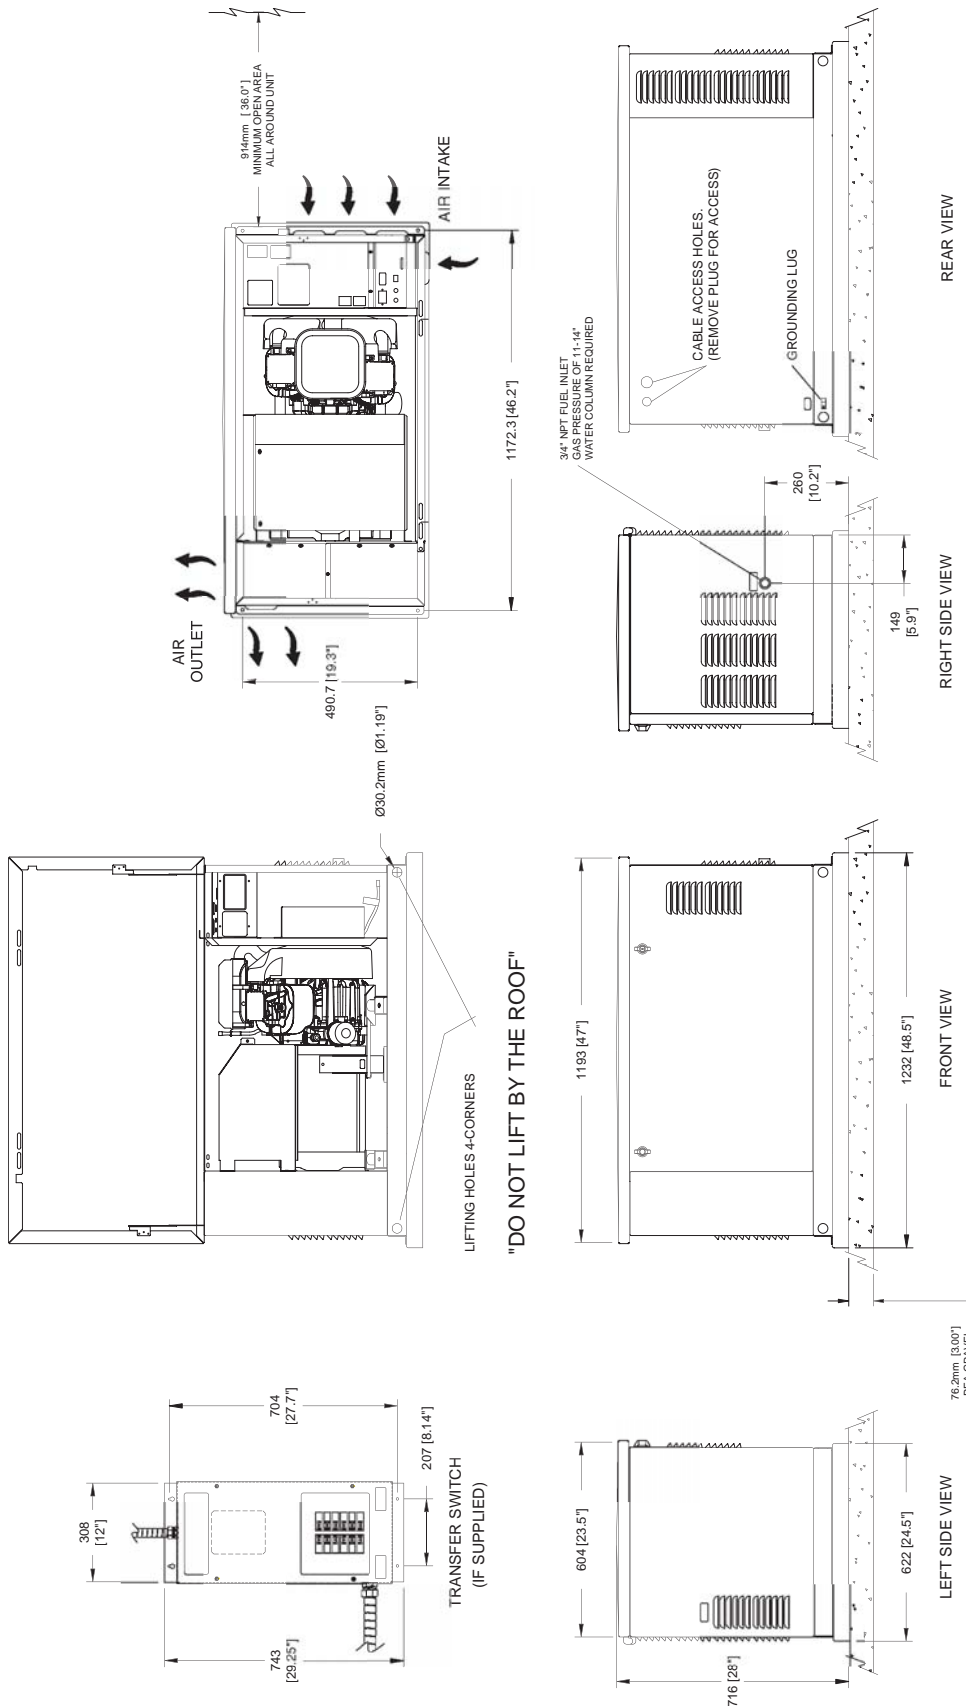 308
[12"]
743
[29.25"]
704
[27.7"]
207 [8.14"]
TRANSFER SWITCH
(IF SUPPLIED)
LIFTING HOLES 4-CORNERS
Ø30.2mm [Ø1.19"]
"DO NOT LIFT BY THE ROOF"
AIR
OUTLET
490.7 [19.3"]
1172.3 [46.2"]
AIR INTAKE
914mm [36.0"]
MINIMUM OPEN AREA
ALL AROUND UNIT
604 [23.5"]
716 [28"]
622 [24.5"]
LEFT SIDE VIEW
76.2mm [3.00"]
PEA GRAVEL
1193 [47"]
1232 [48.5"]
FRONT VIEW
3/4" NPT FUEL INLET
GAS PRESSURE OF 11-14"
WATER COLUMN REQUIRED
260
[10.2"]
149
[5.9"]
RIGHT SIDE VIEW
CABLE ACCESS HOLES.
(REMOVE PLUG FOR ACCESS)
GROUNDING LUG
REAR VIEW